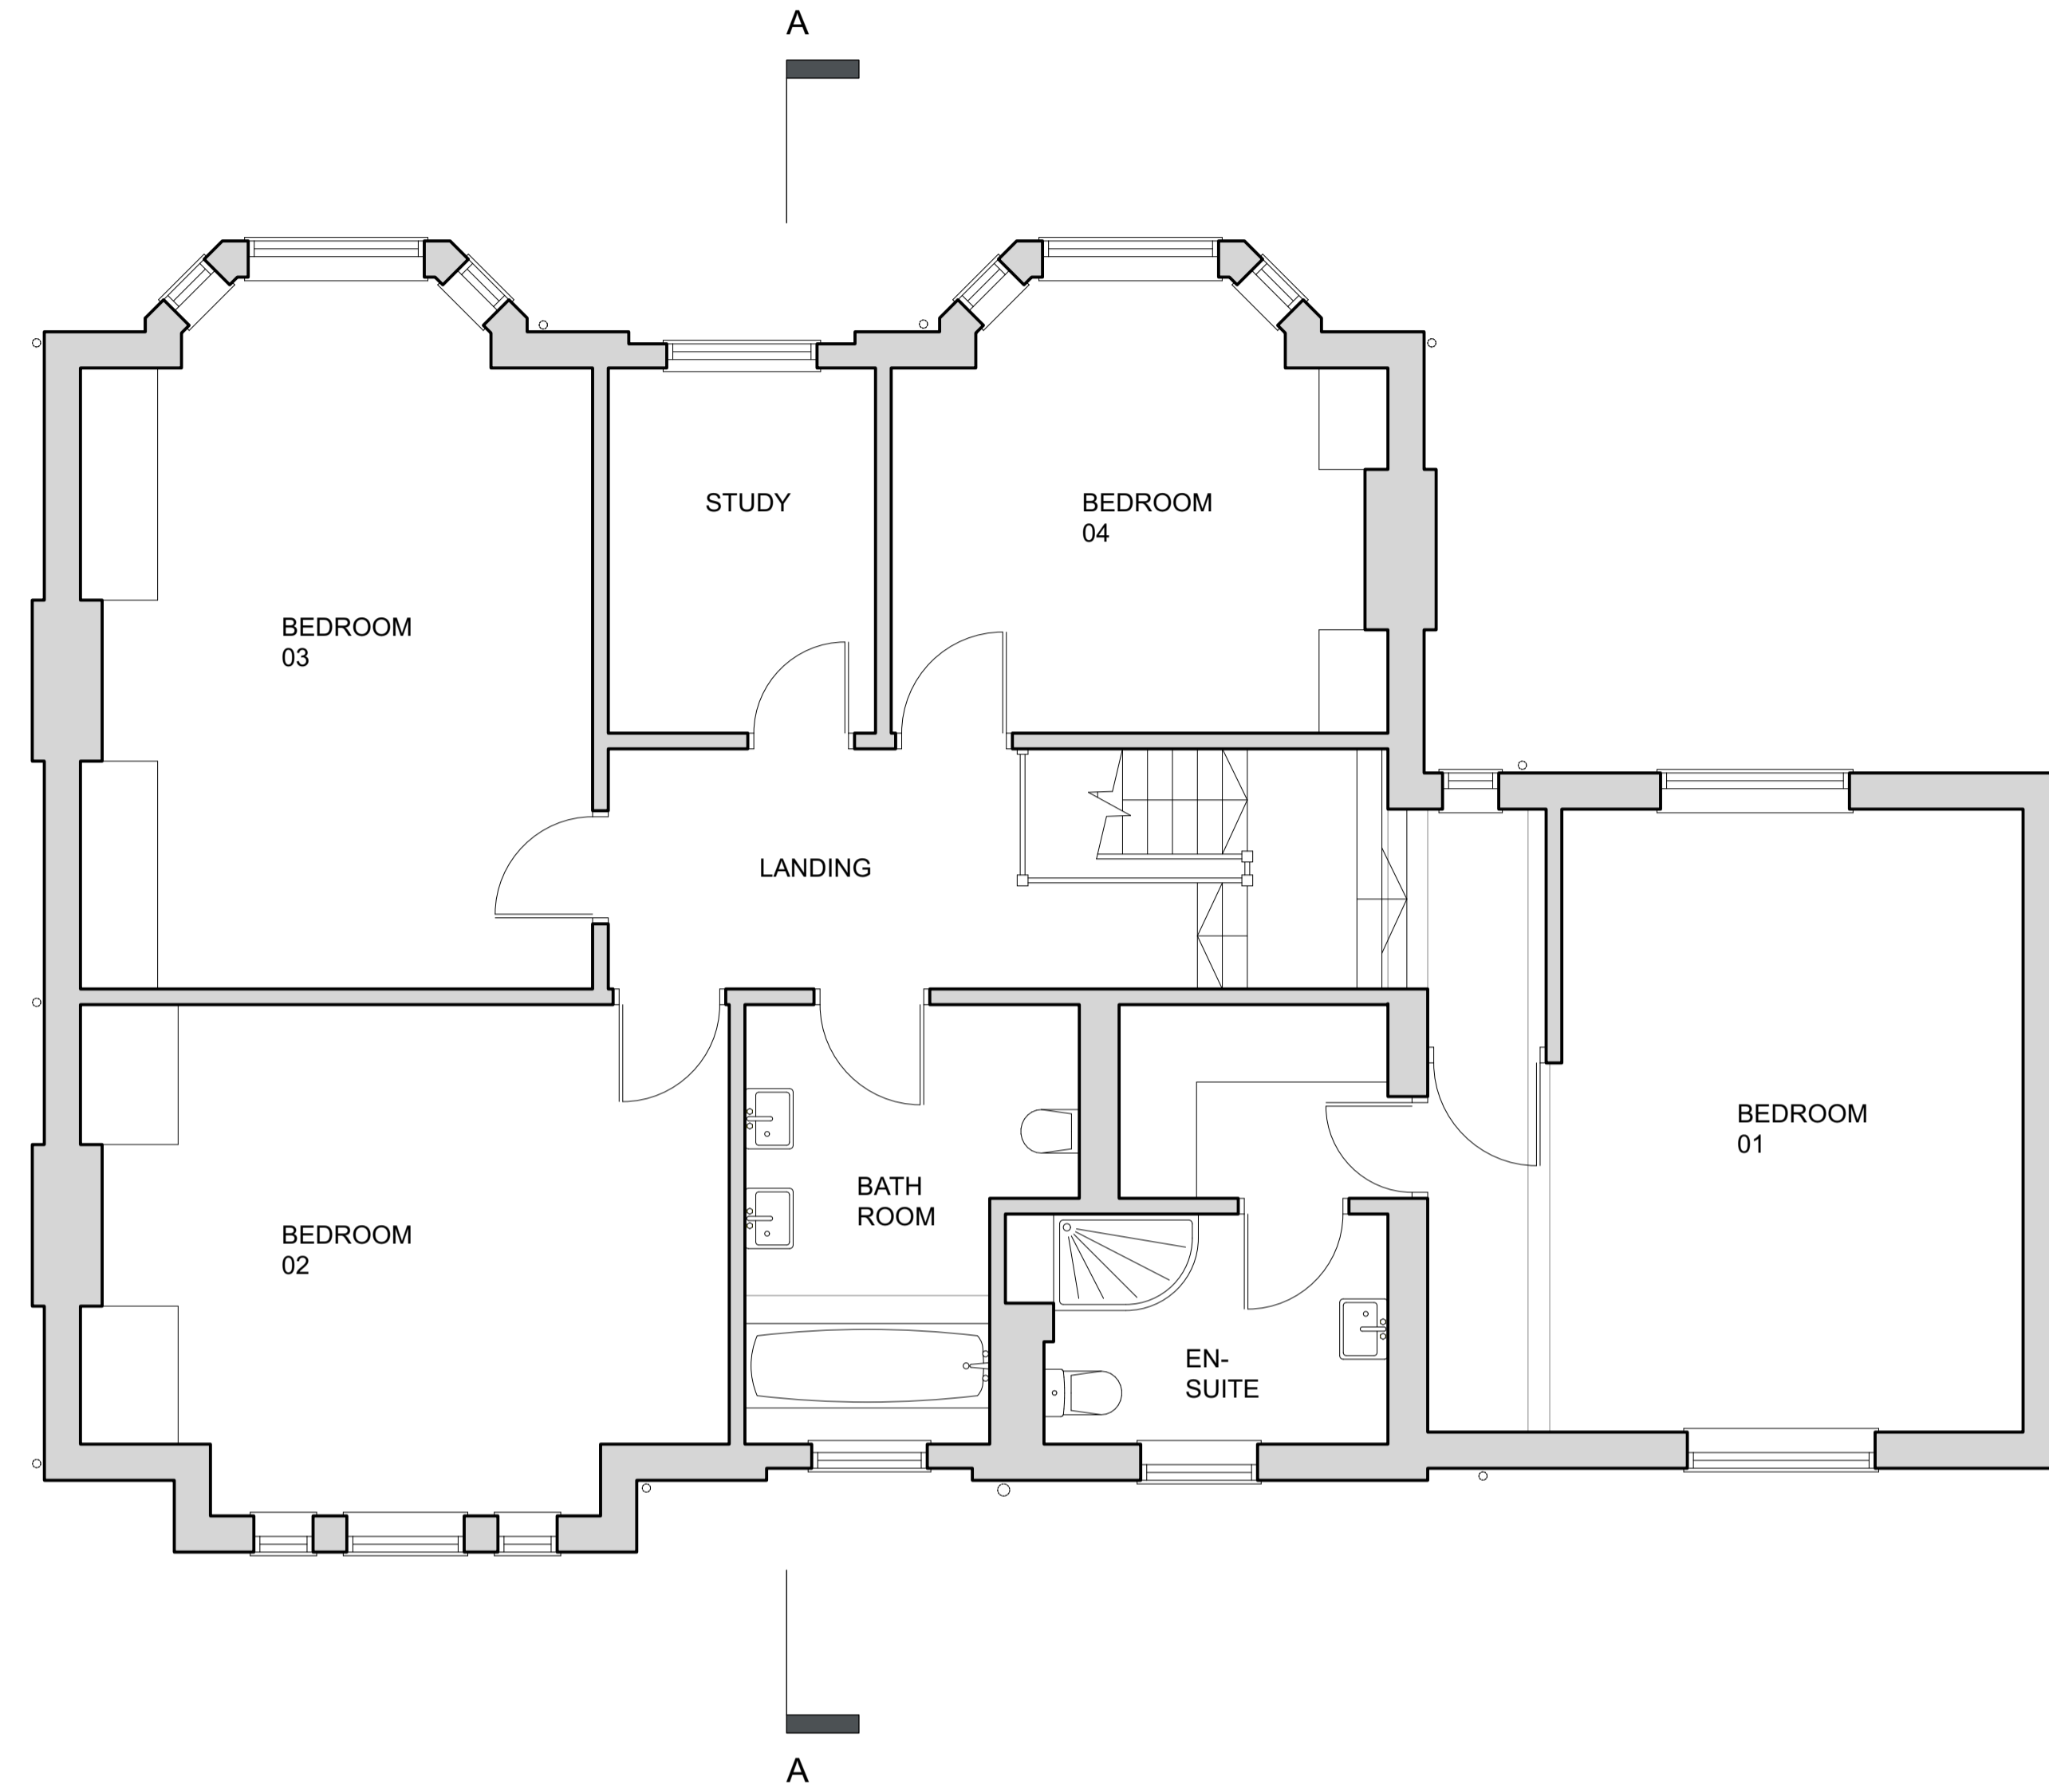 A
STUDY
BEDROOM
04
BEDROOM
03
LANDING
BEDROOM
01
BATH
ROOM
BEDROOM
02
EN-
SUITE
A